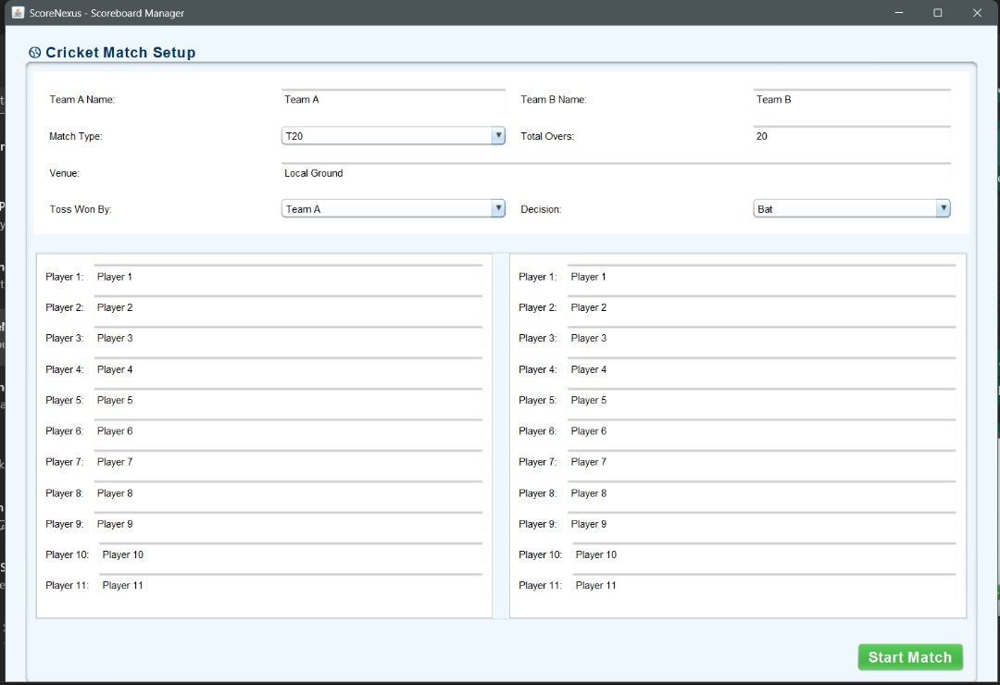 ScoreNexus - Scoreboard Manager
Cricket Match Setup
Team A Name: Team A Team B Name: Team B
Match Type: T20 Total Overs: 20
Venue: Local Ground
Toss Won By: Team A Decision: Bat
Player 1: Player 1
Player 2: Player 2
Player 3: Player 3
Player 4: Player 4
Player 5: Player 5
Player 6: Player 6
Player 7: Player 7
Player 8: Player 8
Player 9: Player 9
Player 10: Player 10
Player 11: Player 11
Player 1: Player 1
Player 2: Player 2
Player 3: Player 3
Player 4: Player 4
Player 5: Player 5
Player 6: Player 6
Player 7: Player 7
Player 8: Player 8
Player 9: Player 9
Player 10: Player 10
Player 11: Player 11
Start Match